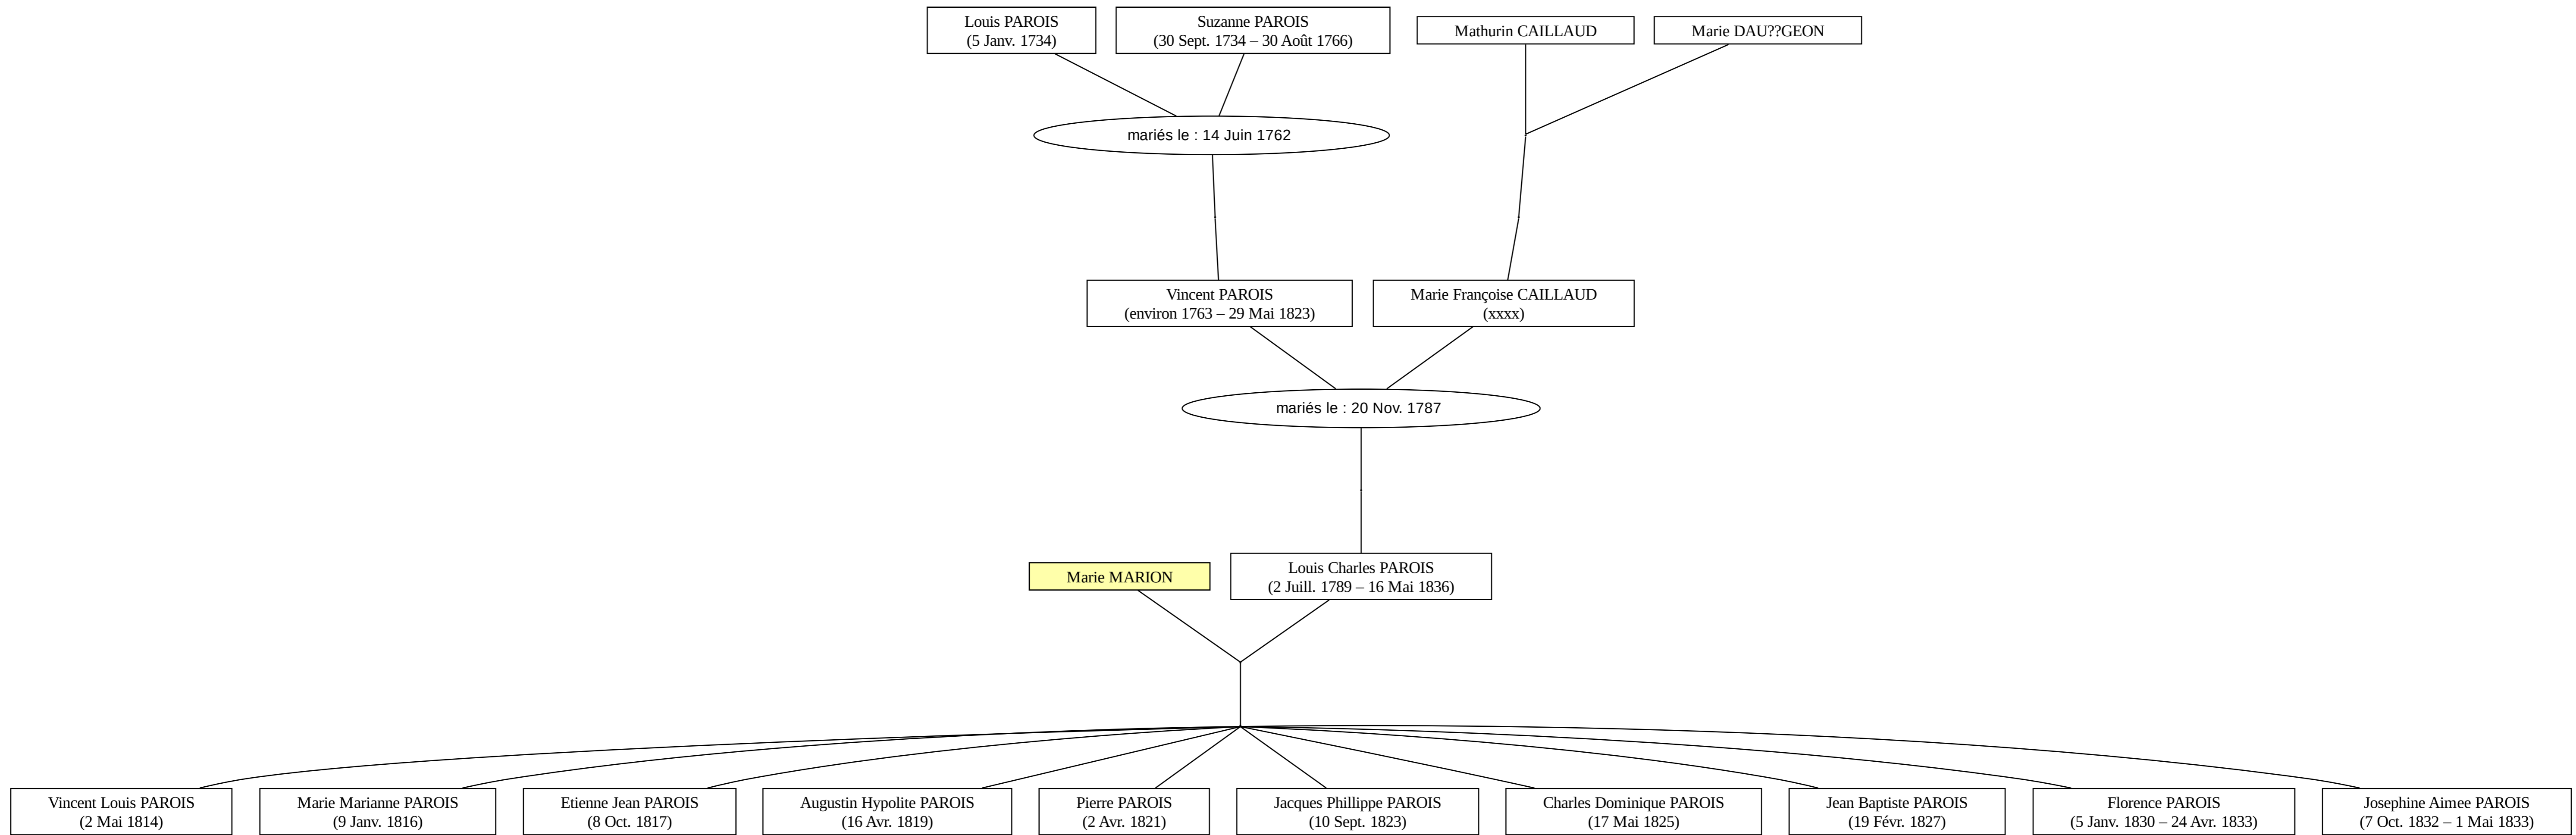 Louis PAROIS
(5 Janv. 1734)
Suzanne PAROIS
(30 Sept. 1734 – 30 Août 1766)
Mathurin CAILLAUD
Marie DAU??GEON
mariés le : 14 Juin 1762
Vincent PAROIS
(environ 1763 – 29 Mai 1823)
Marie Françoise CAILLAUD
(xxxx)
mariés le : 20 Nov. 1787
Marie MARION
Louis Charles PAROIS
(2 Juill. 1789 – 16 Mai 1836)
Vincent Louis PAROIS
(2 Mai 1814)
Marie Marianne PAROIS
(9 Janv. 1816)
Etienne Jean PAROIS
(8 Oct. 1817)
Augustin Hypolite PAROIS
(16 Avr. 1819)
Pierre PAROIS
(2 Avr. 1821)
Jacques Phillippe PAROIS
(10 Sept. 1823)
Charles Dominique PAROIS
(17 Mai 1825)
Jean Baptiste PAROIS
(19 Févr. 1827)
Florence PAROIS
(5 Janv. 1830 – 24 Avr. 1833)
Josephine Aimee PAROIS
(7 Oct. 1832 – 1 Mai 1833)